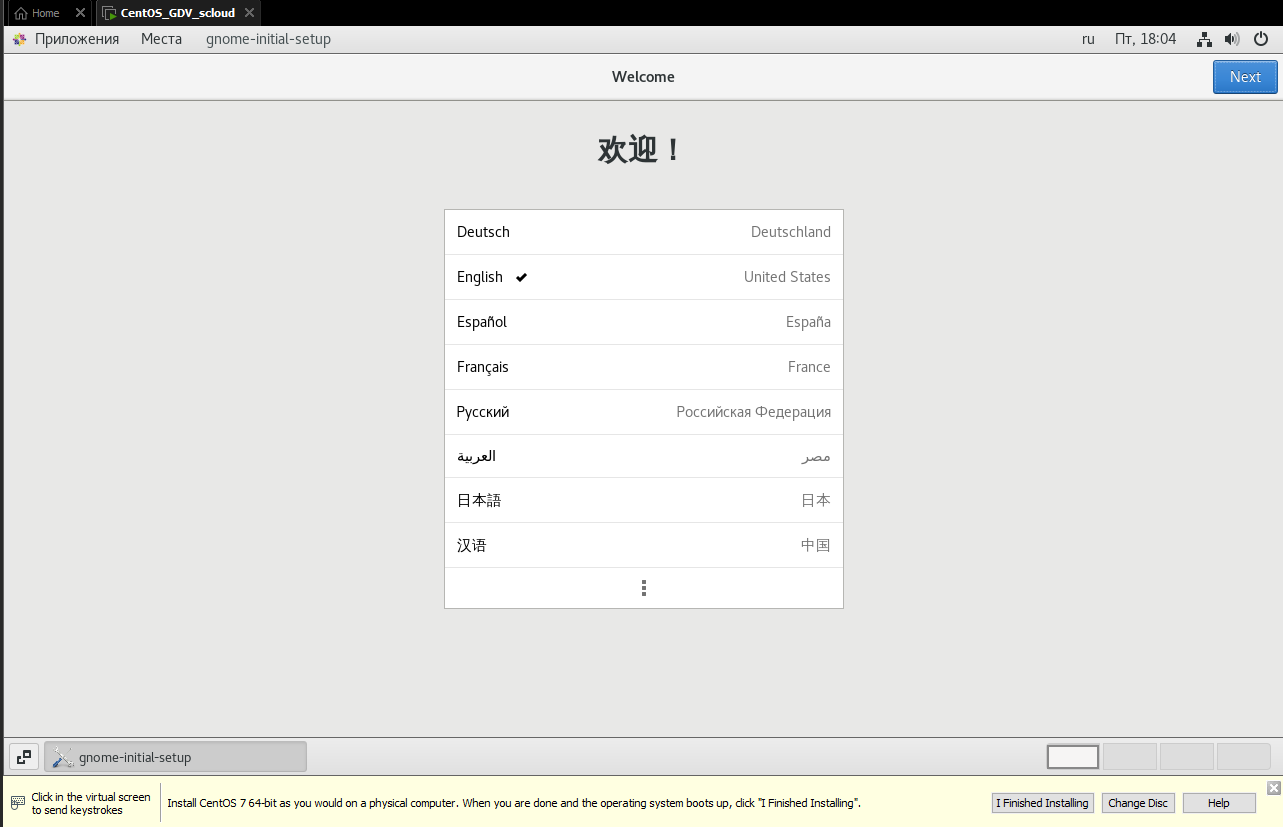 Home CentOS_GDV_scloud
Приложения Места gnome-initial-setup ru Пт, 18:04
Welcome Next
欢迎！
Deutsch Deutschland
English United States
Español España
Français France
Русский Российская Федерация
العربية مصر
日本語 日本
汉语 中国
gnome-initial-setup
Click in the virtual screen
to send keystrokes
Install CentOS 7 64-bit as you would on a physical computer. When you are done and the operating system boots up, click "I Finished Installing".
I Finished Installing Change Disc Help